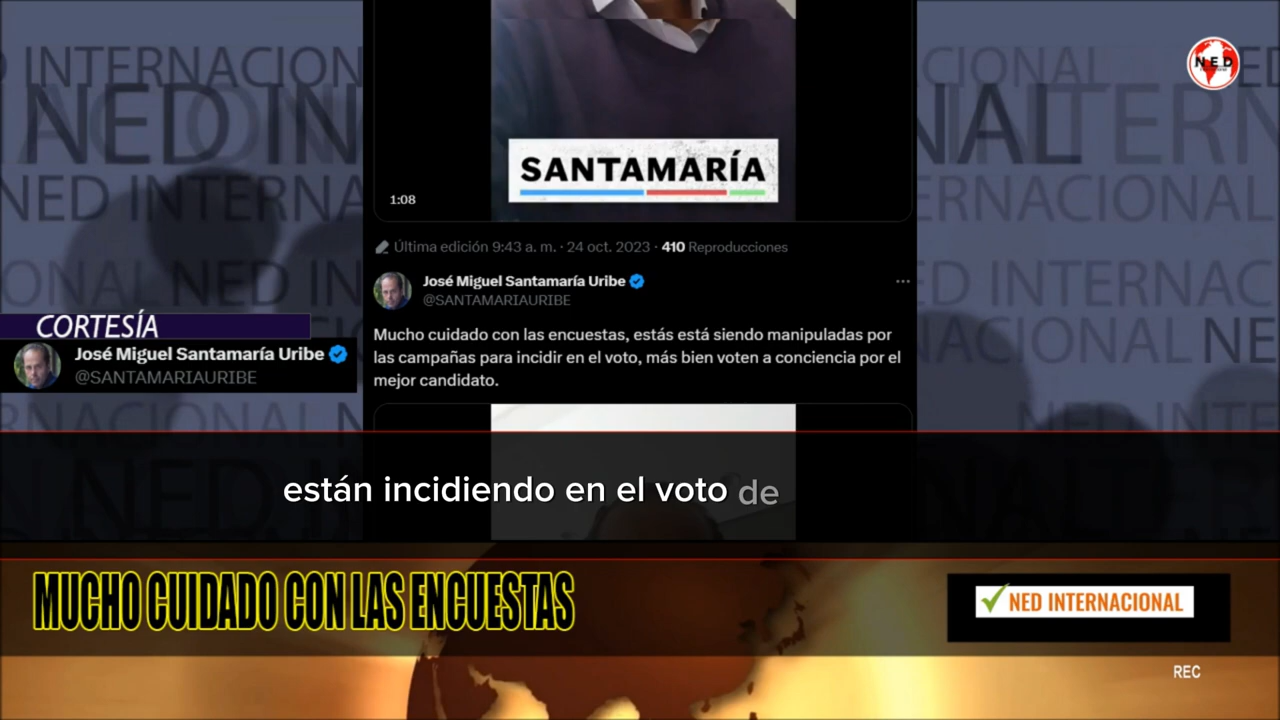 NED
SANTAMARÍA
1:08
Última edición 9:43 a. m. · 24 oct. 2023 · 410 Reproducciones
José Miguel Santamaría Uribe
@SANTAMARIAURIBE
Mucho cuidado con las encuestas, estás está siendo manipuladas por
las campañas para incidir en el voto, más bien voten a conciencia por el
mejor candidato.
CORTESÍA
José Miguel Santamaría Uribe
@SANTAMARIAURIBE
están incidiendo en el voto de
MUCHO CUIDADO CON LAS ENCUESTAS
NED INTERNACIONAL
REC